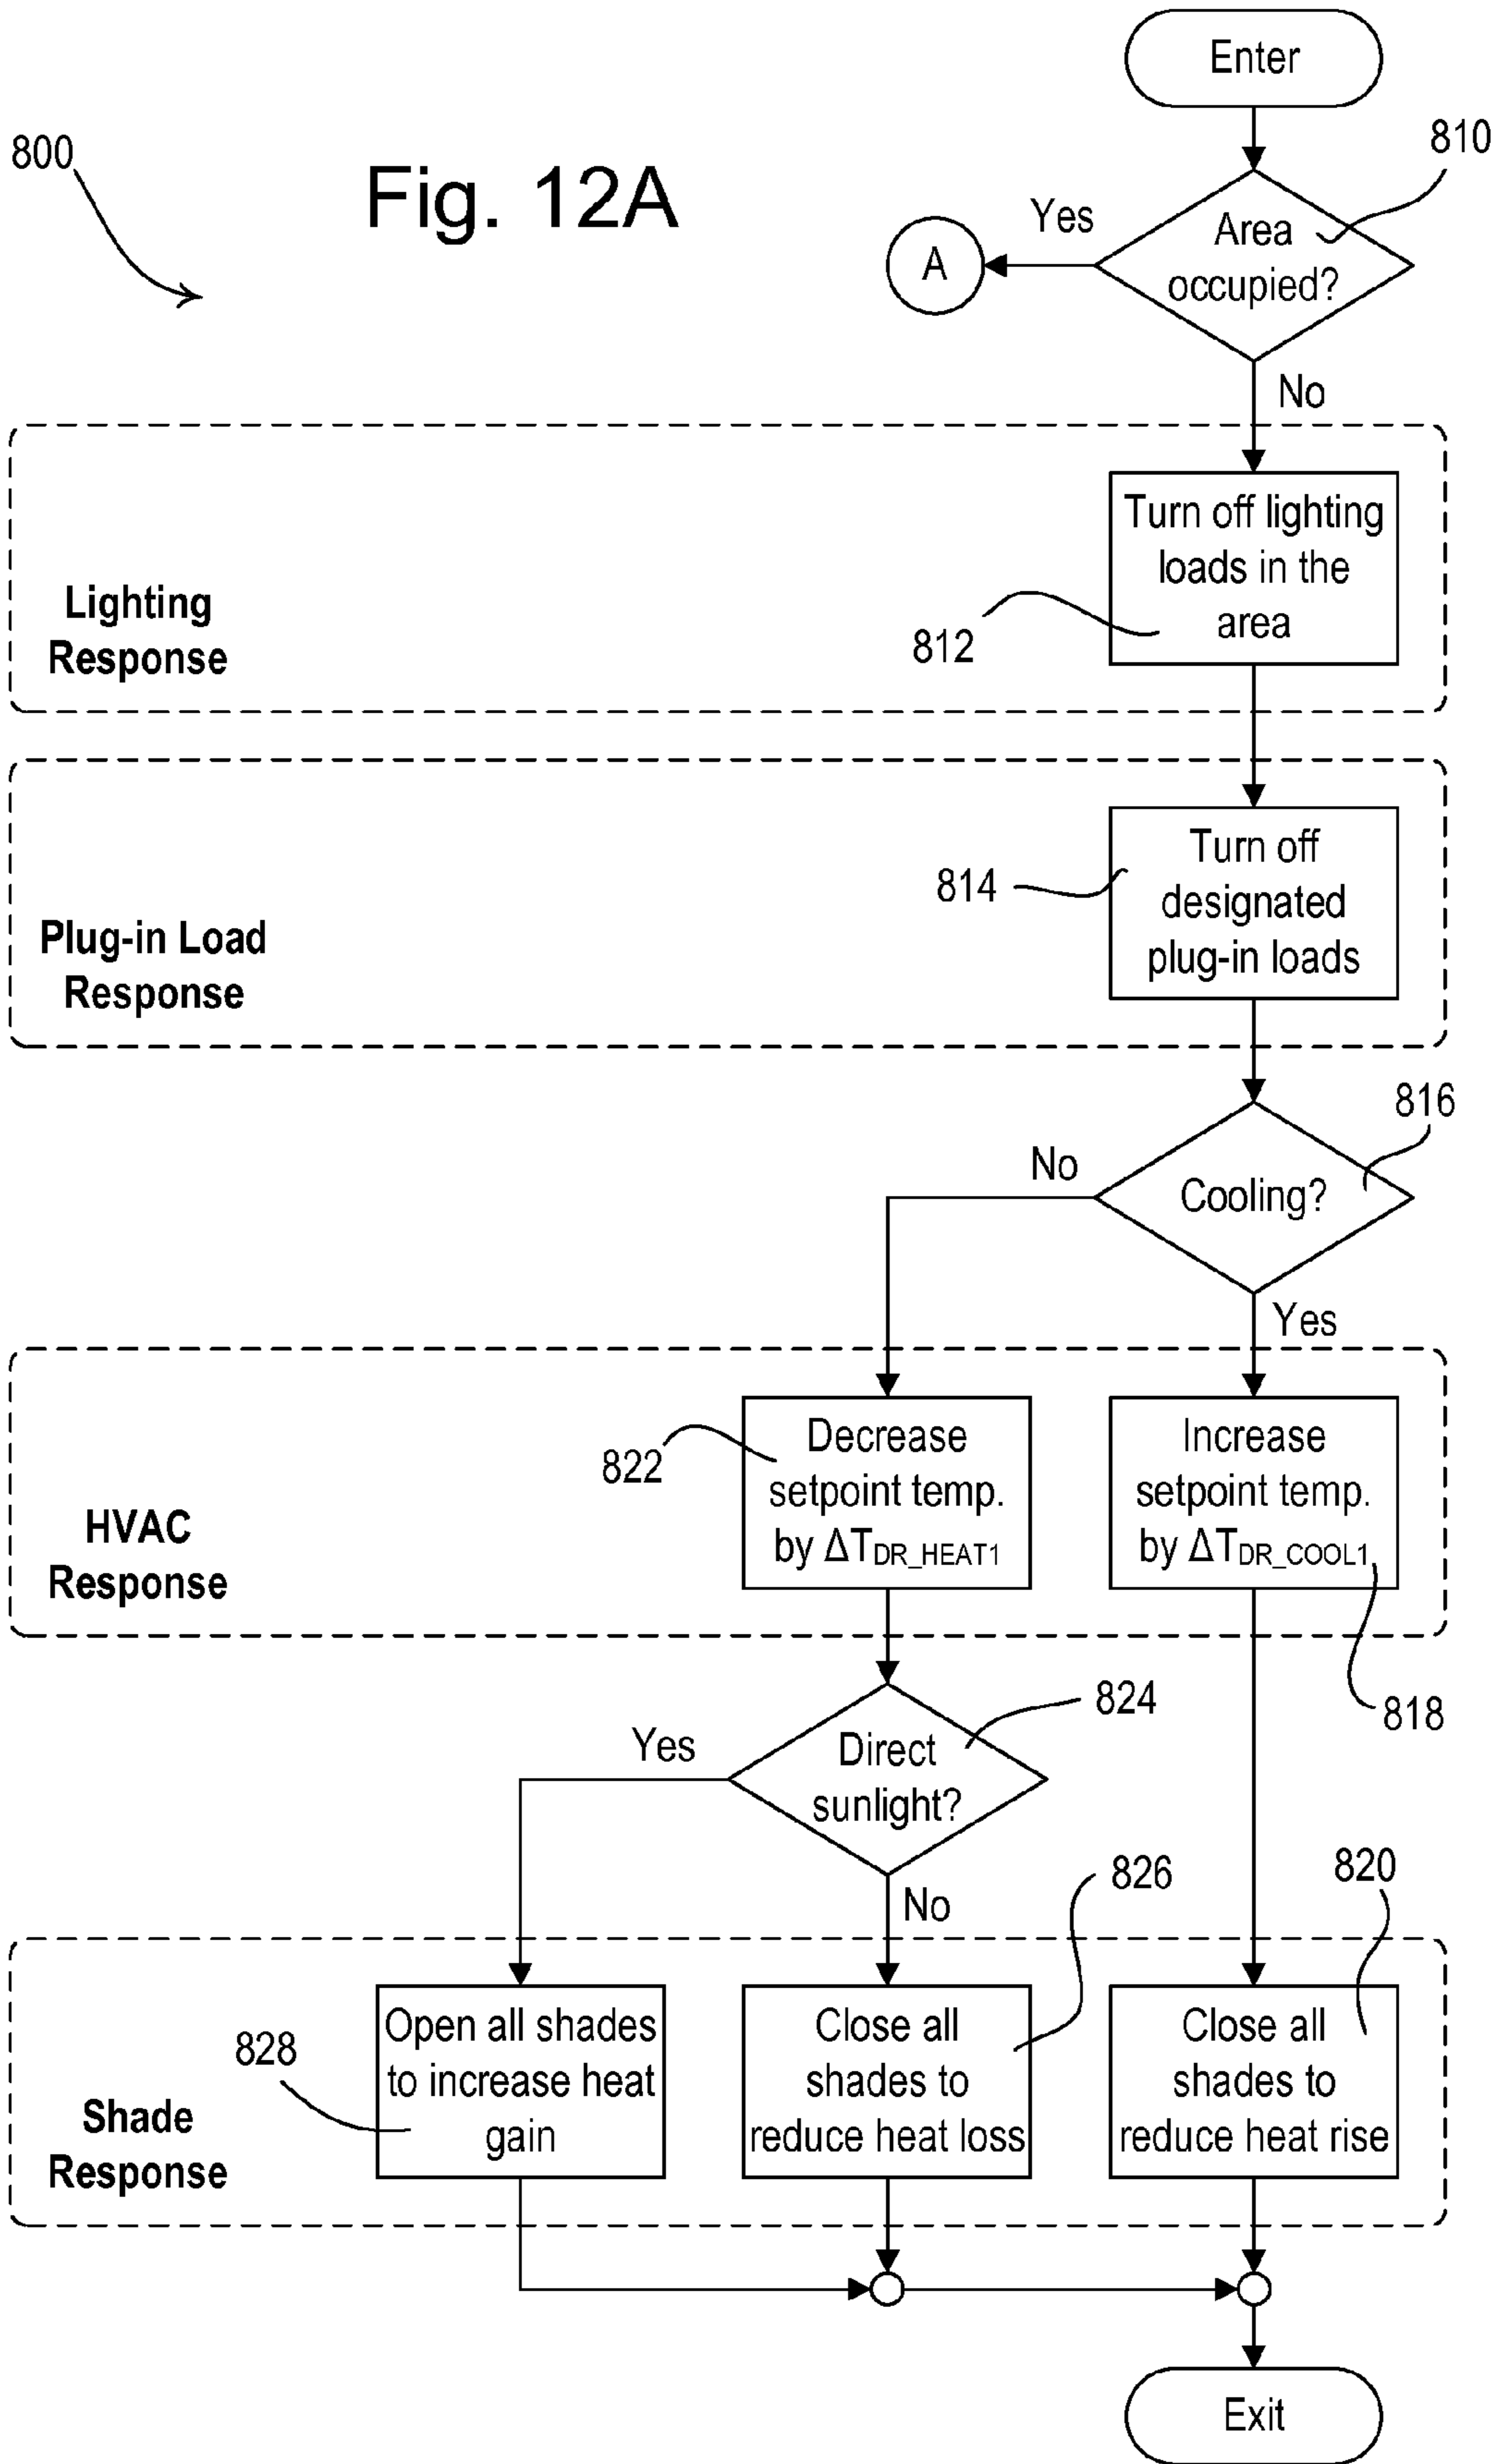 Enter
800
Fig. 12A
810
Yes
A
Area
occupied?
No
Turn off lighting
loads in the
area
812
Lighting
Response
Turn off
designated
plug-in loads
814
Plug-in Load
Response
816
No
Cooling?
Yes
Decrease
setpoint temp.
by ΔTDR_HEAT1
822
Increase
setpoint temp.
by ΔTDR_COOL1
818
HVAC
Response
824
Yes
Direct
sunlight?
No
826
820
Open all shades
to increase heat
gain
828
Close all
shades to
reduce heat loss
Close all
shades to
reduce heat rise
Shade
Response
Exit